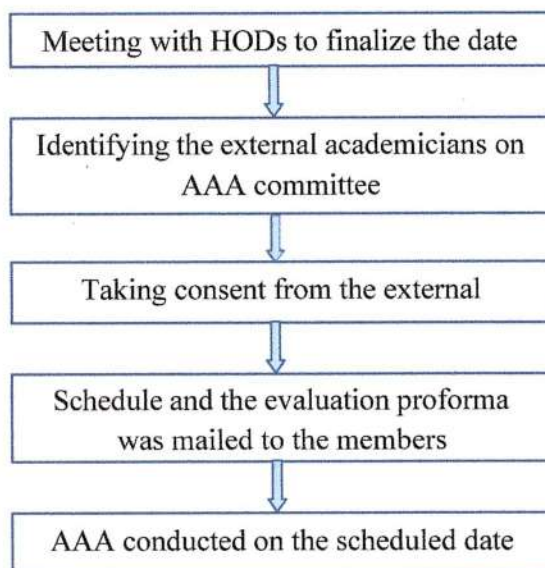 Meeting with HODs to finalize the date
Identifying the external academicians on
AAA committee
Taking consent from the external
Schedule and the evaluation proforma
was mailed to the members
AAA conducted on the scheduled date